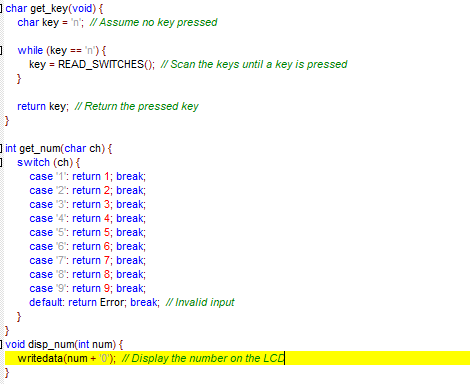 char get_key(void) {
char key = 'n'; // Assume no key pressed
while (key == 'n') {
key = READ_SWITCHES(); // Scan the keys until a key is pressed
}
return key; // Return the pressed key
}
int get_num(char ch) {
switch (ch) {
case '1': return 1; break;
case '2': return 2; break;
case '3': return 3; break;
case '4': return 4; break;
case '5': return 5; break;
case '6': return 6; break;
case '7': return 7; break;
case '8': return 8; break;
case '9': return 9; break;
default: return Error; break; // Invalid input
}
}
void disp_num(int num) {
writedata(num + '0'); // Display the number on the LCD
}